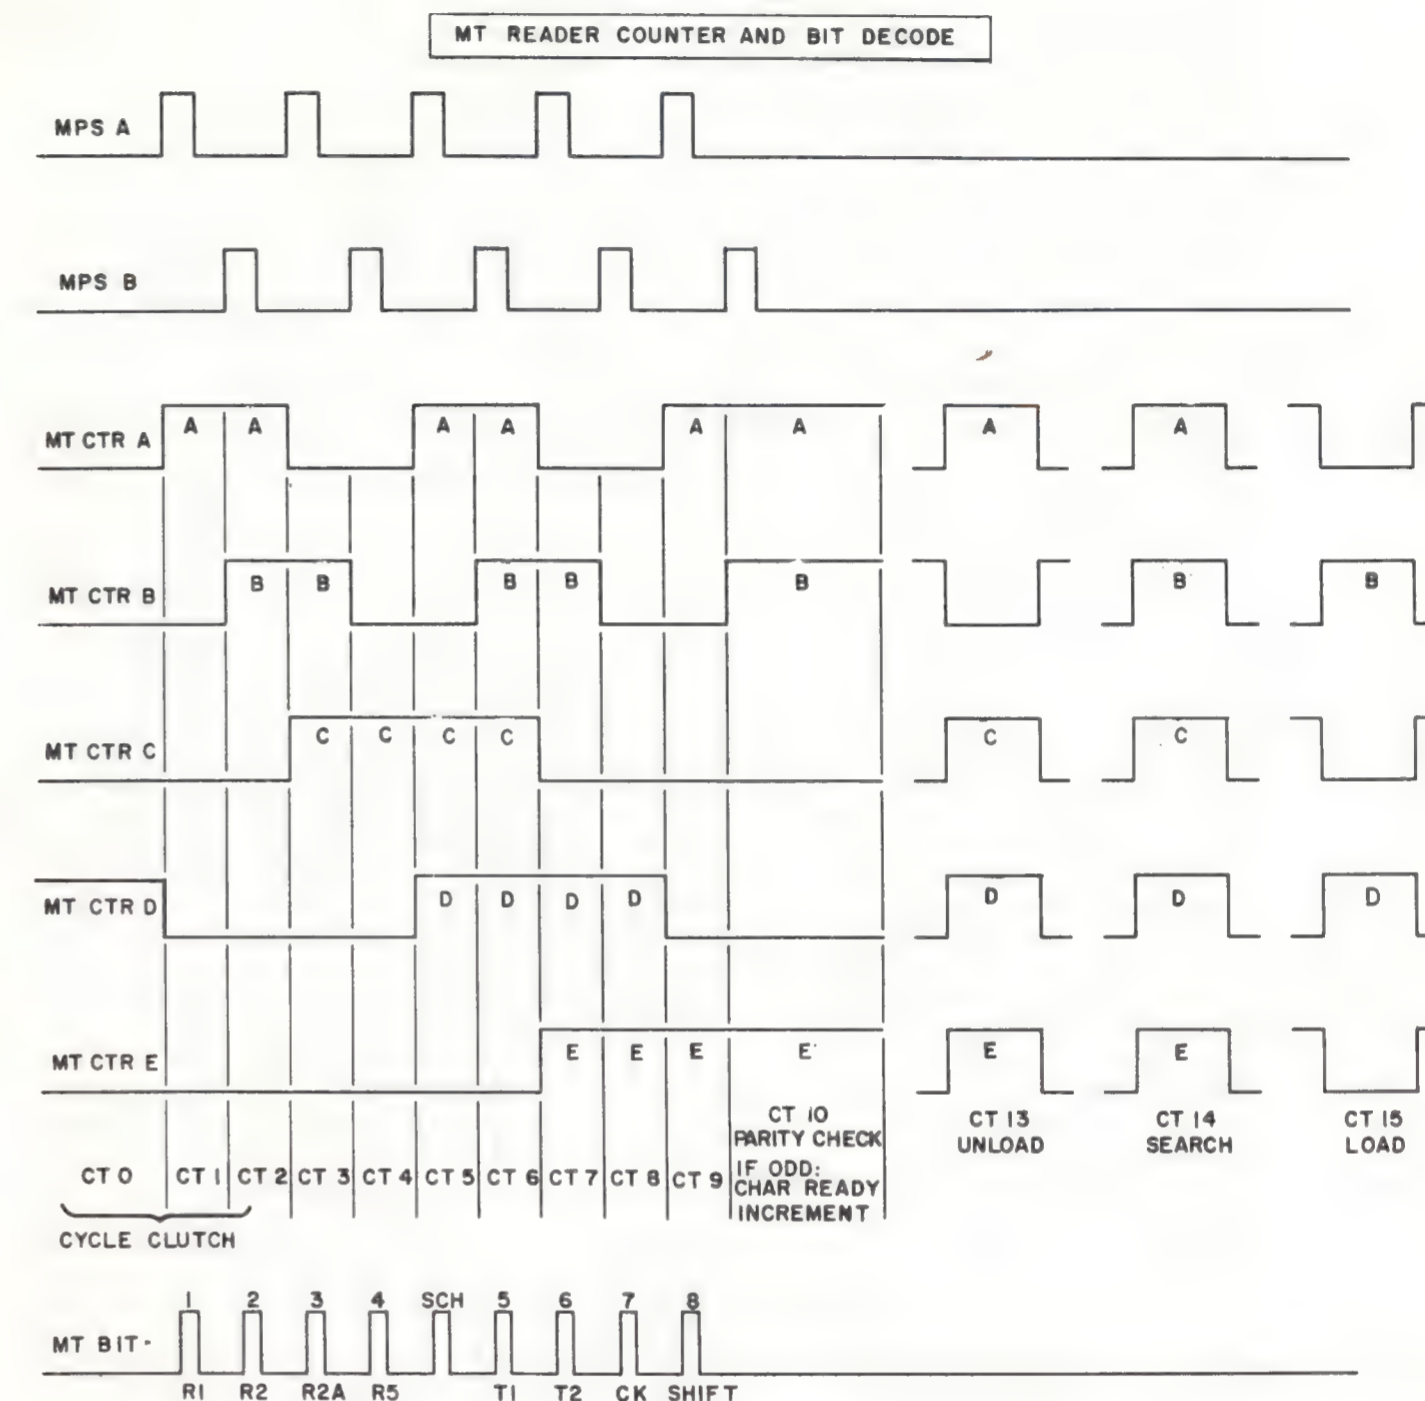 MT READER COUNTER AND BIT DECODE
MPS A
MPS B
MT CTR A
A A A A A A A A
MT CTR B
B B B B B B B
MT CTR C
C C C C C C
MT CTR D
D D D D D D D
MT CTR E
E E E E E E
CT 0 CT 1 CT 2 CT 3 CT 4 CT 5 CT 6 CT 7 CT 8 CT 9
CT 10
PARITY CHECK
IF ODD:
CHAR READY
INCREMENT
CT 13
UNLOAD
CT 14
SEARCH
CT 15
LOAD
CYCLE CLUTCH
1 2 3 4 SCH 5 6 7 8
MT BIT-
R1 R2 R2A R5 T1 T2 CK SHIFT